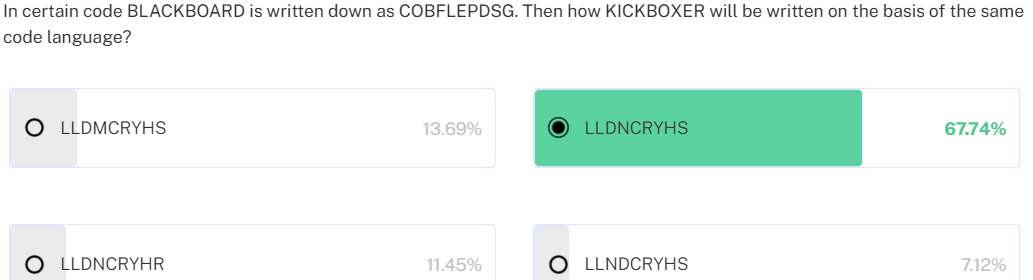 In certain code BLACKBOARD is written down as COBFLEPDSG. Then how KICKBOXER will be written on the basis of the same
code language?
LLDMCRYHS 13.69%
LLDNCRYHS 67.74%
LLDNCRYHR 11.45%
LLNDCRYHS 7.12%